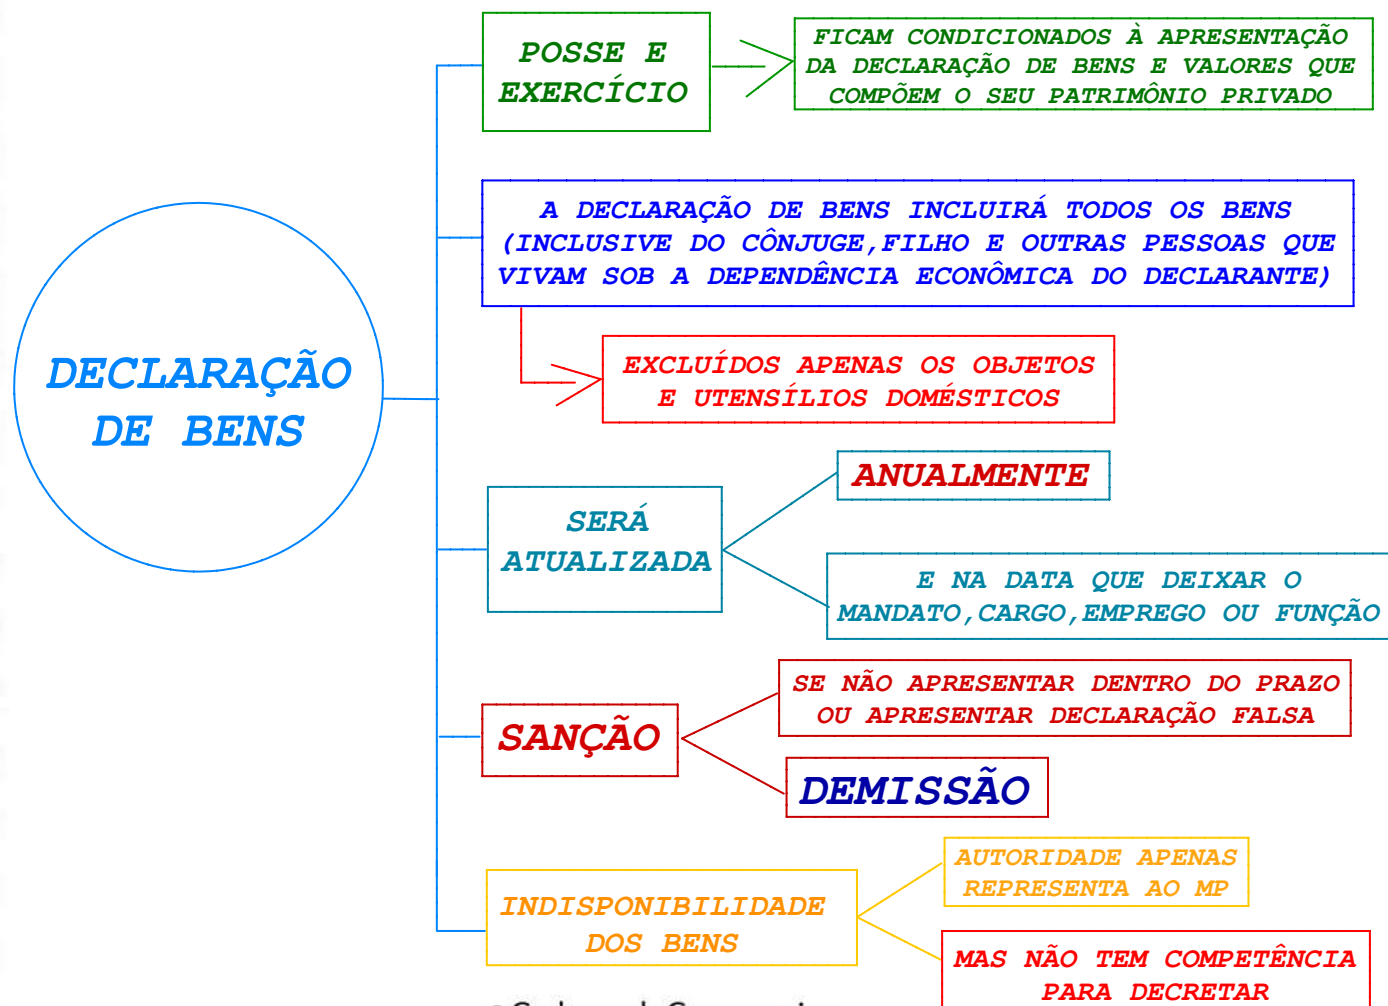 DECLARAÇÃO
DE BENS
POSSE E
EXERCÍCIO
FICAM CONDICIONADOS À APRESENTAÇÃO
DA DECLARAÇÃO DE BENS E VALORES QUE
COMPÕEM O SEU PATRIMÔNIO PRIVADO
A DECLARAÇÃO DE BENS INCLUIRÁ TODOS OS BENS
(INCLUSIVE DO CÔNJUGE,FILHO E OUTRAS PESSOAS QUE
VIVAM SOB A DEPENDÊNCIA ECONÔMICA DO DECLARANTE)
EXCLUÍDOS APENAS OS OBJETOS
E UTENSÍLIOS DOMÉSTICOS
SERÁ
ATUALIZADA
ANUALMENTE
E NA DATA QUE DEIXAR O
MANDATO,CARGO,EMPREGO OU FUNÇÃO
SANÇÃO
SE NÃO APRESENTAR DENTRO DO PRAZO
OU APRESENTAR DECLARAÇÃO FALSA
DEMISSÃO
INDISPONIBILIDADE
DOS BENS
AUTORIDADE APENAS
REPRESENTA AO MP
MAS NÃO TEM COMPETÊNCIA
PARA DECRETAR